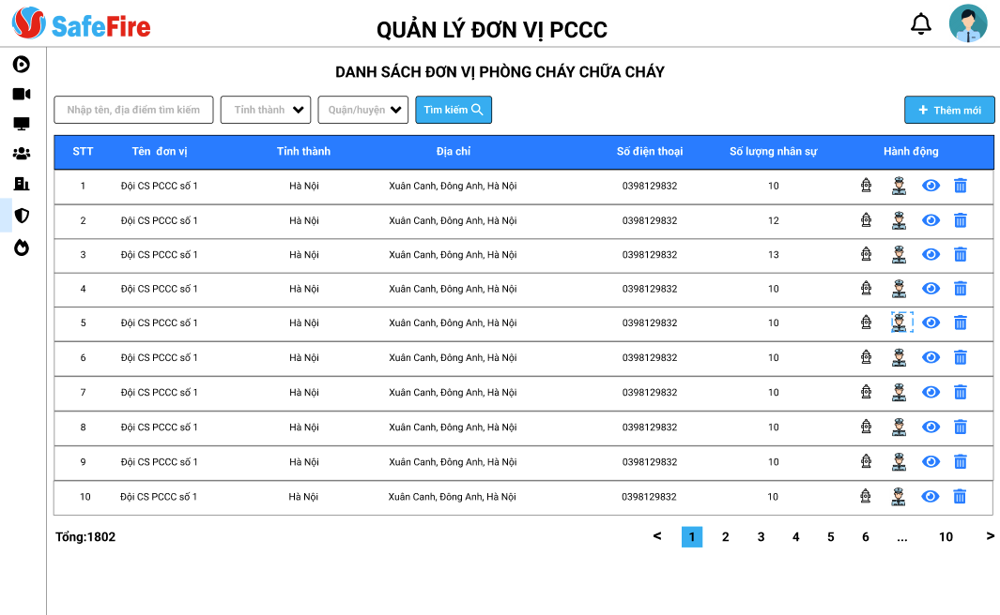 SafeFire
QUẢN LÝ ĐƠN VỊ PCCC
DANH SÁCH ĐƠN VỊ PHÒNG CHÁY CHỮA CHÁY
Nhập tên, địa điểm tìm kiếm Tỉnh thành Quận/huyện Tìm kiếm + Thêm mới
STT Tên đơn vị Tỉnh thành Địa chỉ Số điện thoại Số lượng nhân sự Hành động
1 Đội CS PCCC số 1 Hà Nội Xuân Canh, Đông Anh, Hà Nội 0398129832 10
2 Đội CS PCCC số 1 Hà Nội Xuân Canh, Đông Anh, Hà Nội 0398129832 12
3 Đội CS PCCC số 1 Hà Nội Xuân Canh, Đông Anh, Hà Nội 0398129832 13
4 Đội CS PCCC số 1 Hà Nội Xuân Canh, Đông Anh, Hà Nội 0398129832 10
5 Đội CS PCCC số 1 Hà Nội Xuân Canh, Đông Anh, Hà Nội 0398129832 10
6 Đội CS PCCC số 1 Hà Nội Xuân Canh, Đông Anh, Hà Nội 0398129832 10
7 Đội CS PCCC số 1 Hà Nội Xuân Canh, Đông Anh, Hà Nội 0398129832 10
8 Đội CS PCCC số 1 Hà Nội Xuân Canh, Đông Anh, Hà Nội 0398129832 10
9 Đội CS PCCC số 1 Hà Nội Xuân Canh, Đông Anh, Hà Nội 0398129832 10
10 Đội CS PCCC số 1 Hà Nội Xuân Canh, Đông Anh, Hà Nội 0398129832 10
Tổng:1802 < 1 2 3 4 5 6 ... 10 >